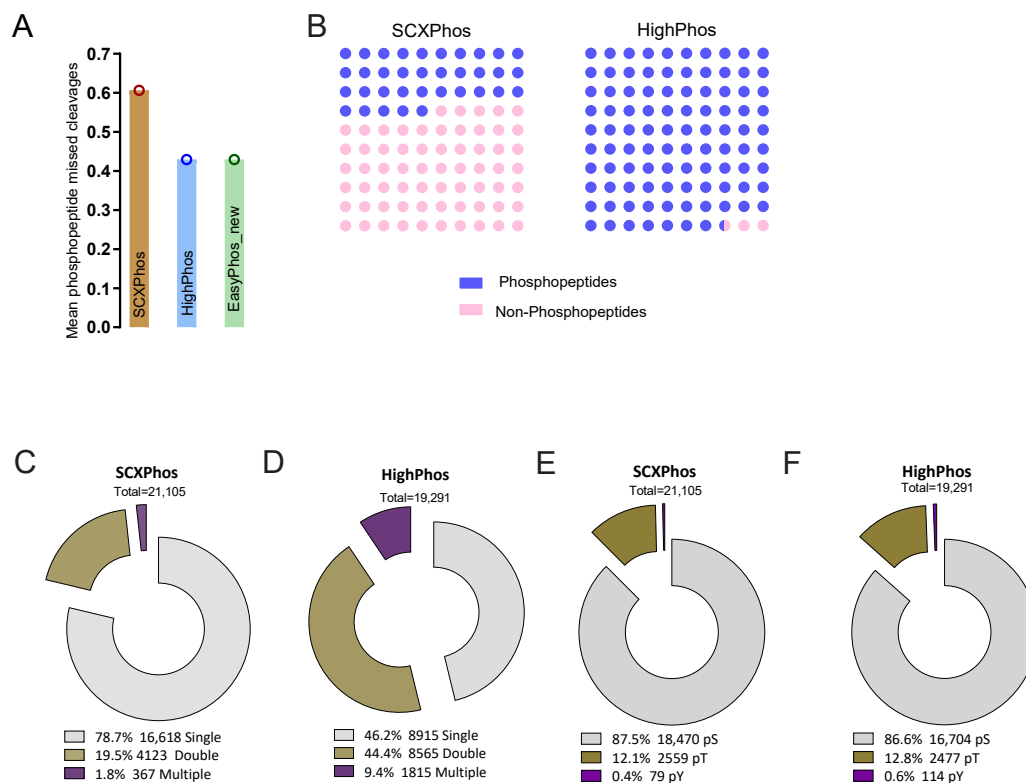 A
Mean phosphopeptide missed cleavages
0.7
0.6
0.5
0.4
0.3
0.2
0.1
0.0
SCXPhos
HighPhos
EasyPhos_new
B
SCXPhos
HighPhos
Phosphopeptides
Non-Phosphopeptides
C
SCXPhos
Total=21,105
78.7% 16,618 Single
19.5% 4123 Double
1.8% 367 Multiple
D
HighPhos
Total=19,291
46.2% 8915 Single
44.4% 8565 Double
9.4% 1815 Multiple
E
SCXPhos
Total=21,105
87.5% 18,470 pS
12.1% 2559 pT
0.4% 79 pY
F
HighPhos
Total=19,291
86.6% 16,704 pS
12.8% 2477 pT
0.6% 114 pY